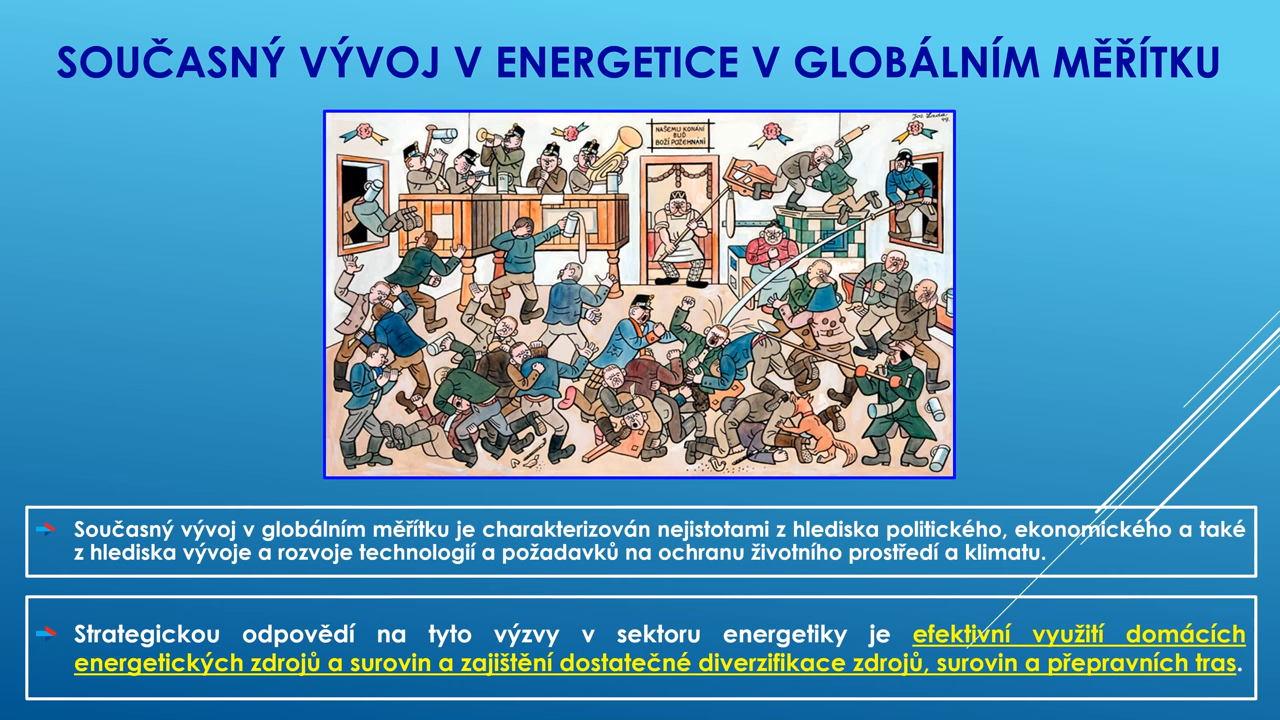 SOUČASNÝ VÝVOJ V ENERGETICE V GLOBÁLNÍM MĚŘÍTKU
Jos. Lada
NAŠEMU KONÁNÍ
BUĎ
BOŽÍ POŽEHNÁNÍ
Současný vývoj v globálním měřítku je charakterizován nejistotami z hlediska politického, ekonomického a také
z hlediska vývoje a rozvoje technologií a požadavků na ochranu životního prostředí a klimatu.
Strategickou odpovědí na tyto výzvy v sektoru energetiky je efektivní využití domácích
energetických zdrojů a surovin a zajištění dostatečné diverzifikace zdrojů, surovin a přepravních tras.